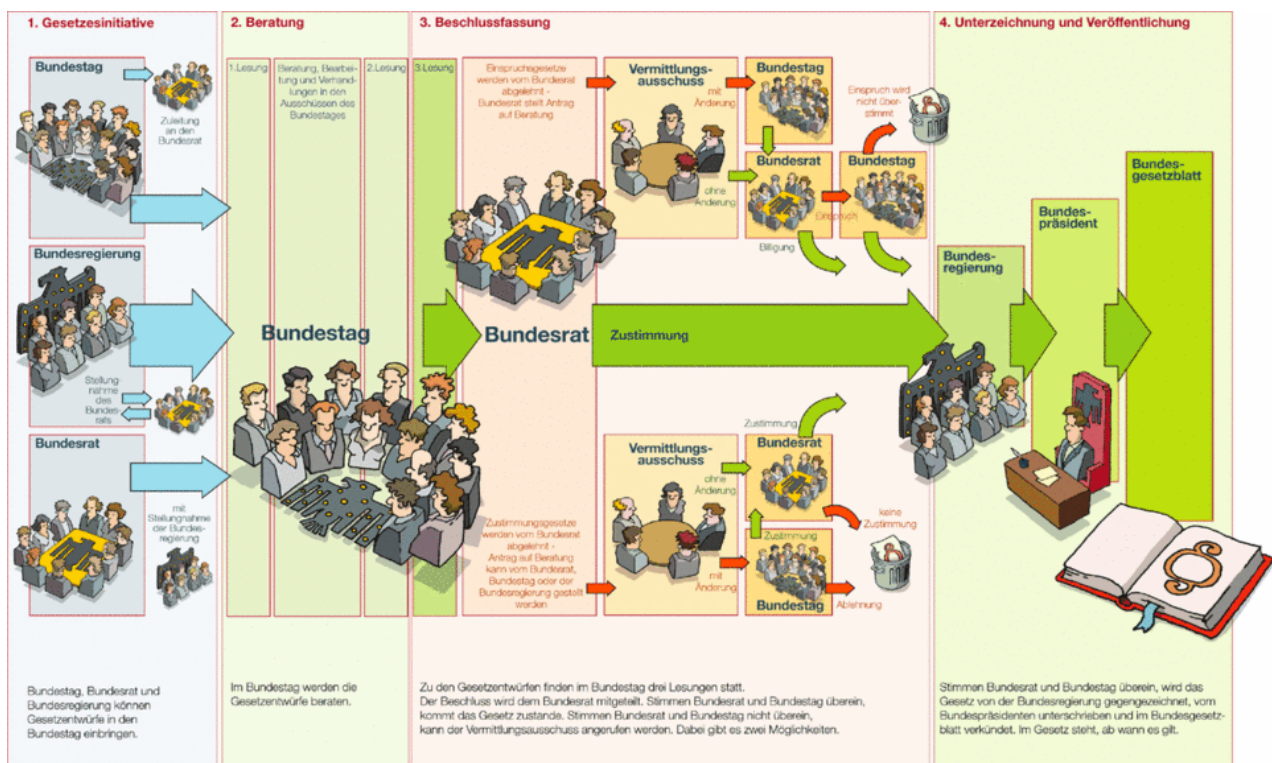 1. Gesetzesinitiative
Bundestag
Zuleitung
an den
Bundesrat
Bundesregierung
Stellung-
nahme
des
Bundes-
rats
Bundesrat
mit
Stellungnahme
der Bundes-
regierung
Bundestag, Bundesrat und
Bundesregierung können
Gesetzentwürfe in den
Bundestag einbringen.
2. Beratung
1.Lesung
Beratung, Bearbei-
tung und Verhand-
lungen in den
Ausschüssen des
Bundestages
2.Lesung
Bundestag
Im Bundestag werden die
Gesetzentwürfe beraten.
3. Beschlussfassung
3.Lesung
Einspruchsgesetze
werden vom Bundesrat
abgelehnt -
Bundesrat stellt Antrag
auf Beratung
Vermittlungs-
ausschuss
mit
Änderung
ohne
Änderung
Bundestag
Bundesrat
Einspruch
Billigung
Bundestag
Einspruch wird
nicht über-
stimmt
Bundesrat
Zustimmung
Zustimmungsgesetze
werden vom Bundesrat
abgelehnt -
Antrag auf Beratung
kann vom Bundesrat,
Bundestag oder der
Bundesregierung gestellt
werden
Vermittlungs-
ausschuss
ohne
Änderung
mit
Änderung
Zustimmung
Bundesrat
Zustimmung
Bundestag
keine
Zustimmung
Ablehnung
Zu den Gesetzentwürfen finden im Bundestag drei Lesungen statt.
Der Beschluss wird dem Bundesrat mitgeteilt. Stimmen Bundesrat und Bundestag überein,
kommt das Gesetz zustande. Stimmen Bundesrat und Bundestag nicht überein,
kann der Vermittlungsausschuss angerufen werden. Dabei gibt es zwei Möglichkeiten.
4. Unterzeichnung und Veröffentlichung
Bundes-
regierung
Bundes-
präsident
Bundes-
gesetzblatt
§
Stimmen Bundesrat und Bundestag überein, wird das
Gesetz von der Bundesregierung gegengezeichnet, vom
Bundespräsidenten unterschrieben und im Bundesgesetz-
blatt verkündet. Im Gesetz steht, ab wann es gilt.